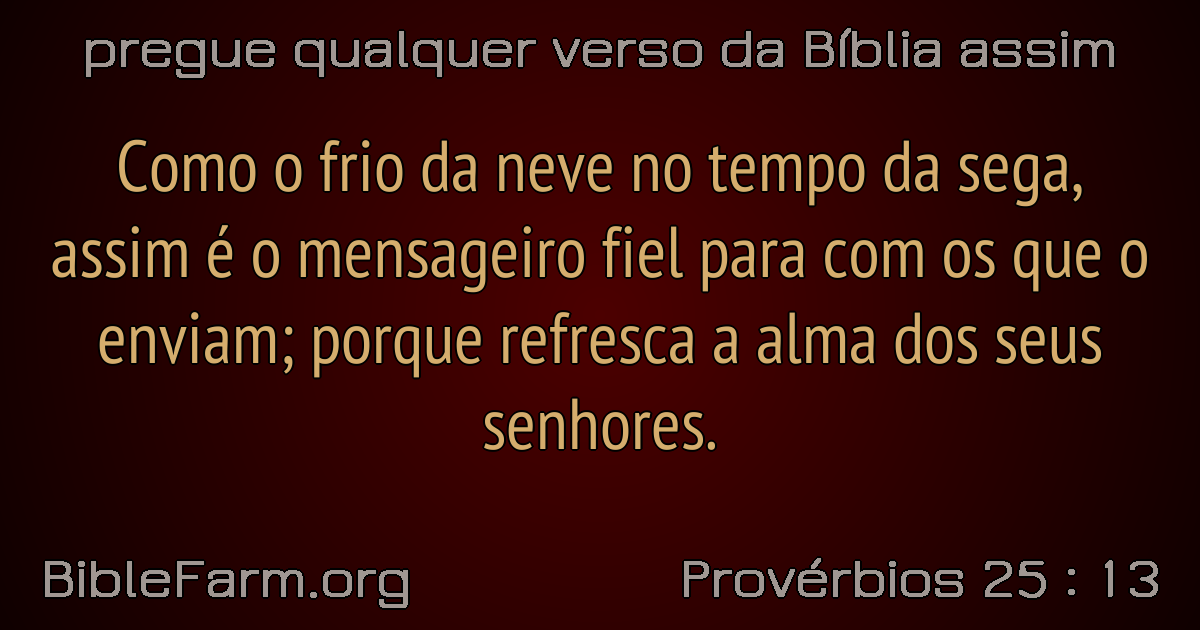 pregue qualquer verso da Bíblia assim
Como o frio da neve no tempo da sega,
assim é o mensageiro fiel para com os que o
enviam; porque refresca a alma dos seus
senhores.
BibleFarm.org
Provérbios 25 : 13